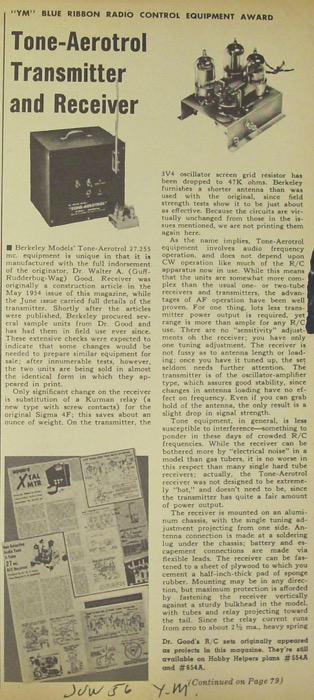 "YM" BLUE RIBBON RADIO CONTROL EQUIPMENT AWARD
Tone-Aerotrol
Transmitter
and Receiver
"TONE-AEROTROL"
■ Berkeley Models' Tone-Aerotrol 27.255
mc. equipment is unique in that it is
manufactured with the full indorsement
of the originator, Dr. Walter A. (Guff-
Rudderbug-Wag) Good. Receiver was
originally a construction article in the
May 1954 issue of this magazine, while
the June issue carried full details of the
transmitter. Shortly after the articles
were published, Berkeley procured sev-
eral sample units from Dr. Good and
has had them in field use ever since.
These extensive checks were expected to
indicate that some changes would be
needed to prepare similar equipment for
sale; after innumerable tests, however,
the two units are being sold in almost
the identical form in which they ap-
peared in print.
Only significant change on the receiver
is substitution of a Kurman relay (a
new type with screw contacts) for the
original Sigma 4F; this saves about an
ounce of weight. On the transmitter, the
3V4 oscillator screen grid resistor has
been dropped to 47K ohms. Berkeley
furnishes a shorter antenna than was
used with the original, since field
strength tests show it to be just about
as effective. Because the circuits are vir-
tually unchanged from those in the is-
sues mentioned, we are not printing them
again here.
As the name implies, Tone-Aerotrol
equipment involves audio frequency
operation, and does not depend upon
CW operation like much of the R/C
apparatus now in use. While this means
that the units are somewhat more com-
plex than the usual one- or two-tube
receivers and transmitters, the advan-
tages of AF operation have been well
proven. For one thing, lots less trans-
mitter power output is required, yet
range is more than ample for any R/C
use. There are no "sensitivity" adjust-
ments on the receiver; you have only
one tuning adjustment. The receiver is
not fussy as to antenna length or load-
ing; once you have it tuned up, the set
seldom needs further attention. The
transmitter is of the oscillator-amplifier
type, which assures good stability, since
changes in antenna loading have no ef-
fect on frequency. Even if you can grab
hold of the antenna, the only result is a
slight drop in signal strength.
Tone equipment, in general, is less
susceptible to interference—something to
ponder in these days of crowded R/C
frequencies. While the receiver can be
bothered more by "electrical noise" in a
model than gas tubers, it is no worse in
this respect than many single hard tube
receivers; actually, the Tone-Aerotrol
receiver was not designed to be extreme-
ly "hot," and doesn't need to be, since
the transmitter has quite a fair amount
of power output.
The receiver is mounted on an alumi-
num chassis, with the single tuning ad-
justment projecting from one side. An-
tenna connection is made at a soldering
lug under the chassis; battery and es-
capement connections are made via
flexible leads. The receiver can be fas-
tened to a sheet of plywood to which you
cement a half-inch-thick pad of sponge
rubber. Mounting may be in any direc-
tion, but maximum protection is afforded
by fastening the receiver vertically
against a sturdy bulkhead in the model,
with tubes and relay projecting toward
the tail. Since the relay current runs
from zero to about 2½ ma., heavy spring
Dr. Good's R/C sets originally appeared
as projects in this magazine. They're still
available on Hobby Helpers plans #554A
and #654A.
(Continued on Page 79)
XTAL
MTR
27 mc
JUN 56 Y.M